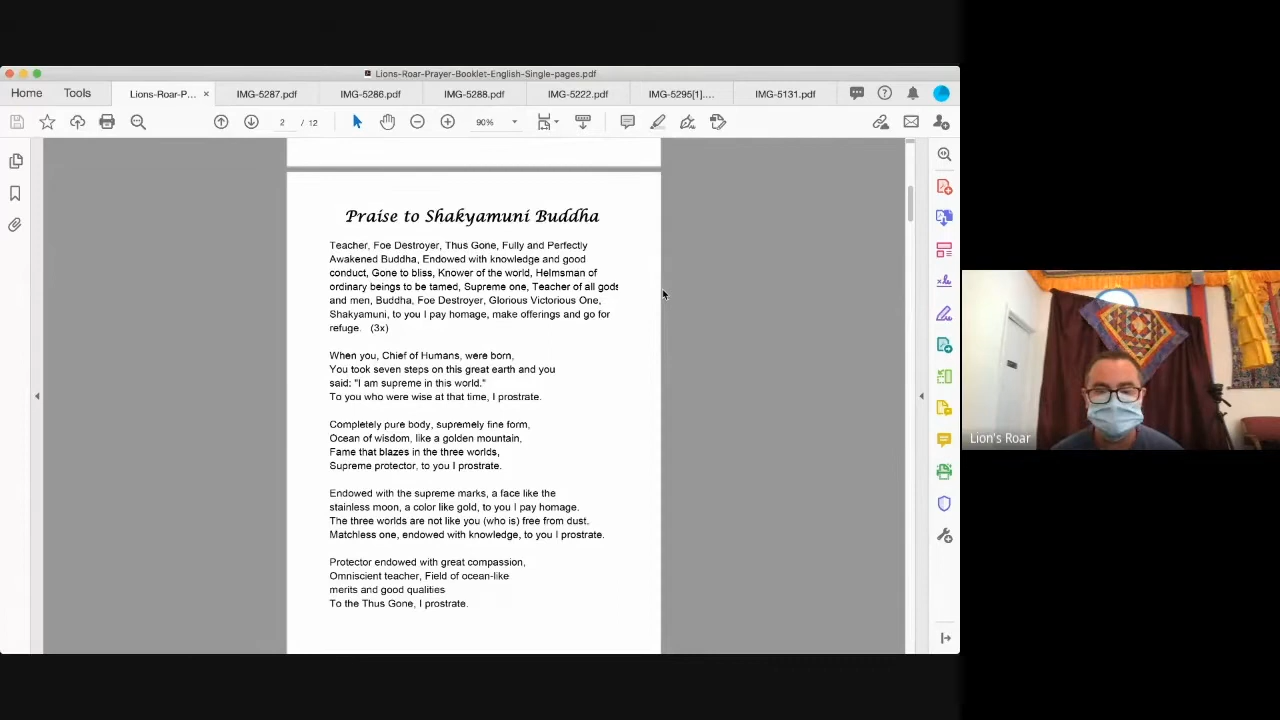 Lions-Roar-Prayer-Booklet-English-Single-pages.pdf
Home Tools Lions-Roar-P... × IMG-5287.pdf IMG-5286.pdf IMG-5288.pdf IMG-5222.pdf IMG-5295[1].... IMG-5131.pdf
2 / 12 90%
Praise to Shakyamuni Buddha
Teacher, Foe Destroyer, Thus Gone, Fully and Perfectly
Awakened Buddha, Endowed with knowledge and good
conduct, Gone to bliss, Knower of the world, Helmsman of
ordinary beings to be tamed, Supreme one, Teacher of all gods
and men, Buddha, Foe Destroyer, Glorious Victorious One,
Shakyamuni, to you I pay homage, make offerings and go for
refuge. (3x)
When you, Chief of Humans, were born,
You took seven steps on this great earth and you
said: "I am supreme in this world."
To you who were wise at that time, I prostrate.
Completely pure body, supremely fine form,
Ocean of wisdom, like a golden mountain,
Fame that blazes in the three worlds,
Supreme protector, to you I prostrate.
Endowed with the supreme marks, a face like the
stainless moon, a color like gold, to you I pay homage.
The three worlds are not like you (who is) free from dust.
Matchless one, endowed with knowledge, to you I prostrate.
Protector endowed with great compassion,
Omniscient teacher, Field of ocean-like
merits and good qualities
To the Thus Gone, I prostrate.
Lion's Roar